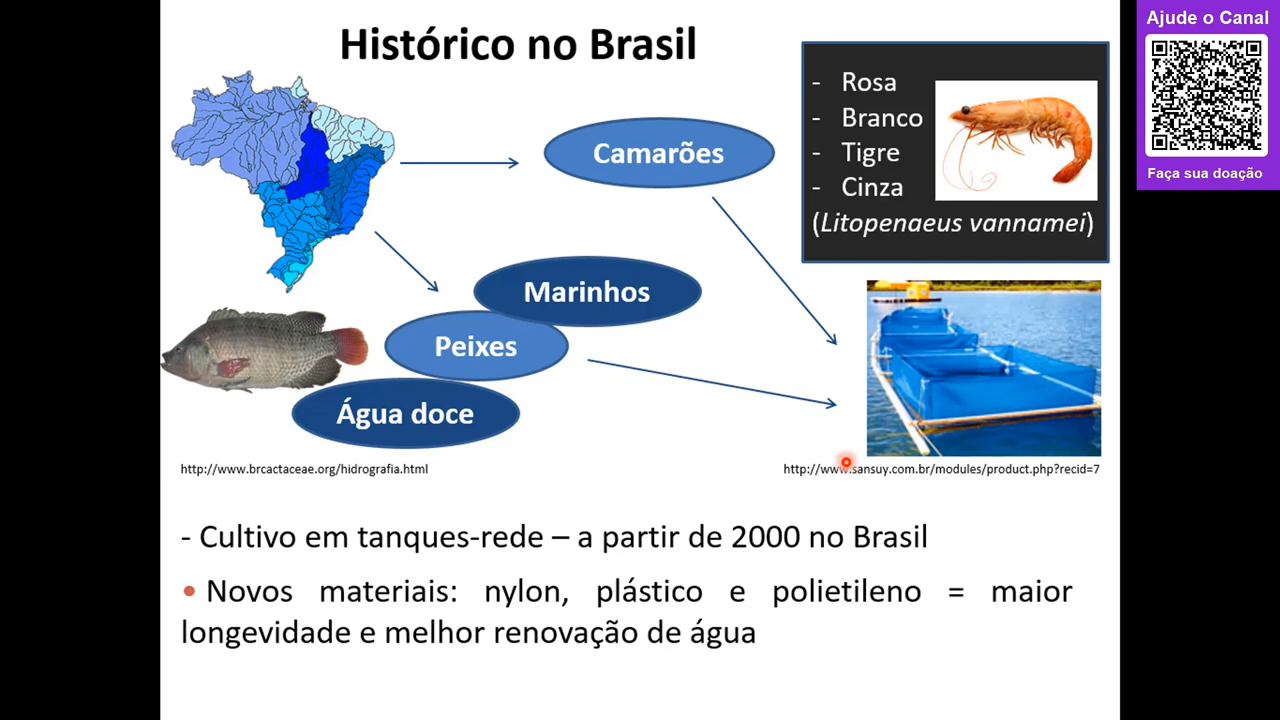 Histórico no Brasil
Ajude o Canal
Faça sua doação
- Rosa
- Branco
- Tigre
- Cinza
(Litopenaeus vannamei)
Camarões
Marinhos
Peixes
Água doce
http://www.brcactaceae.org/hidrografia.html
http://www.sansuy.com.br/modules/product.php?recid=7
- Cultivo em tanques-rede – a partir de 2000 no Brasil
• Novos materiais: nylon, plástico e polietileno = maior
longevidade e melhor renovação de água